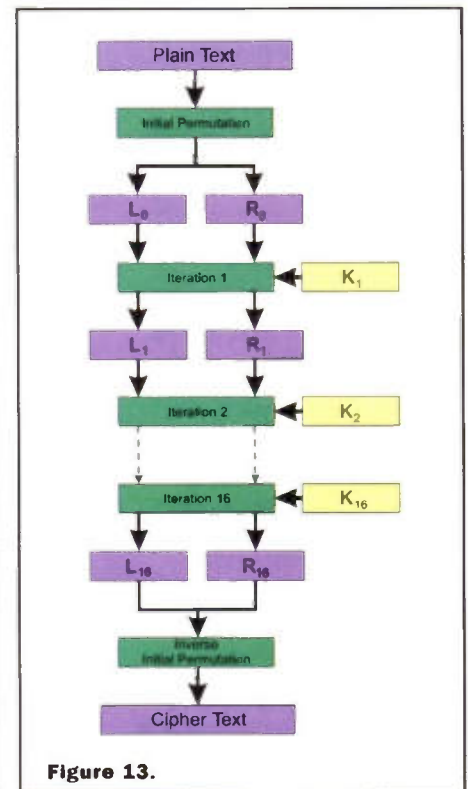 Plain Text
Initial Permutation
L0 R0
Iteration 1 K1
L1 R1
Iteration 2 K2
Iteration 16 K16
L16 R16
Inverse
Initial Permutation
Cipher Text
Figure 13.